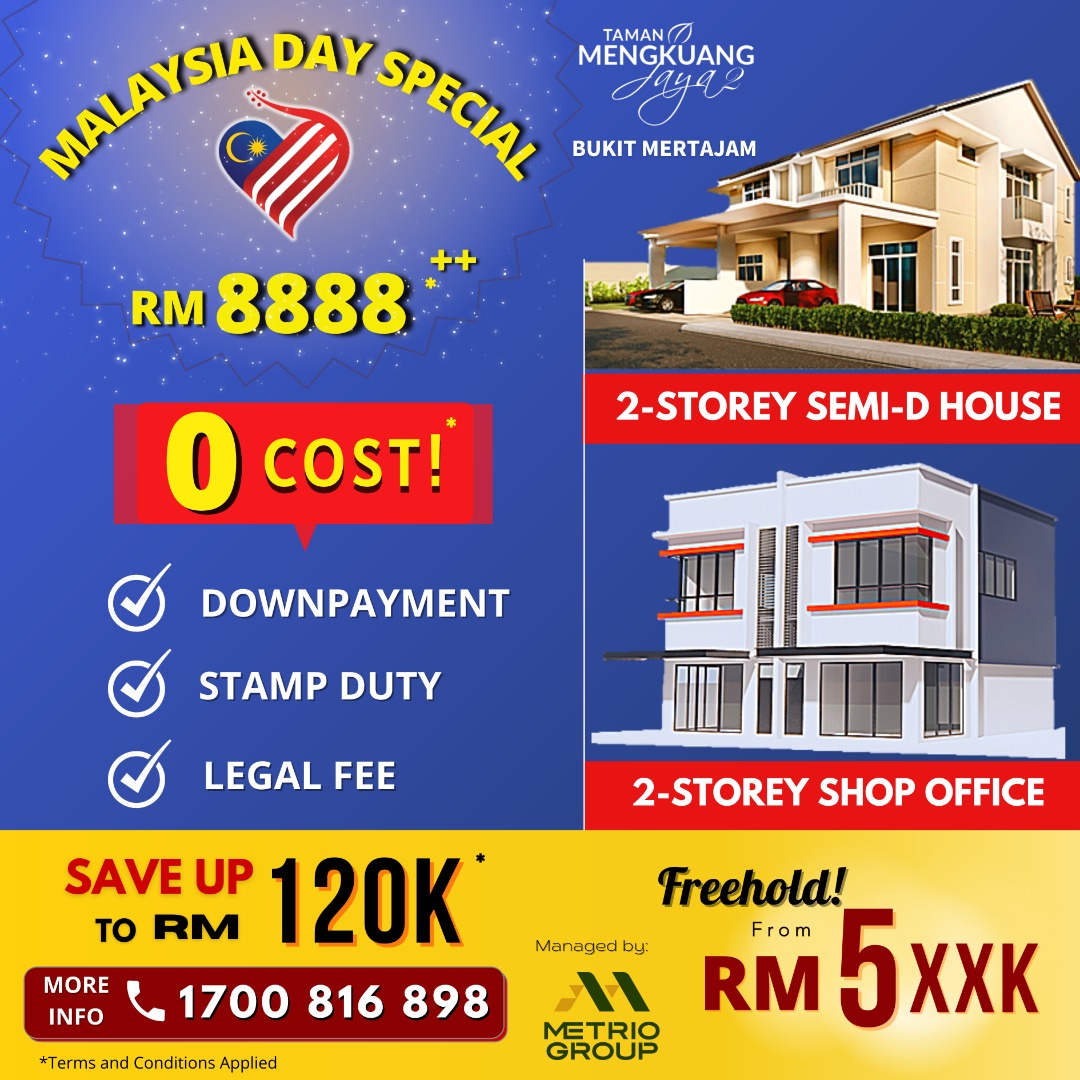 MALAYSIA DAY SPECIAL
RM 8888*++
0 COST!*
DOWNPAYMENT
STAMP DUTY
LEGAL FEE
TAMAN
MENGKUANG
Jaya 2
BUKIT MERTAJAM
2-STOREY SEMI-D HOUSE
2-STOREY SHOP OFFICE
SAVE UP
TO RM 120K*
MORE
INFO
1700 816 898
*Terms and Conditions Applied
Managed by:
METRIO
GROUP
Freehold!
From
RM 5XXK